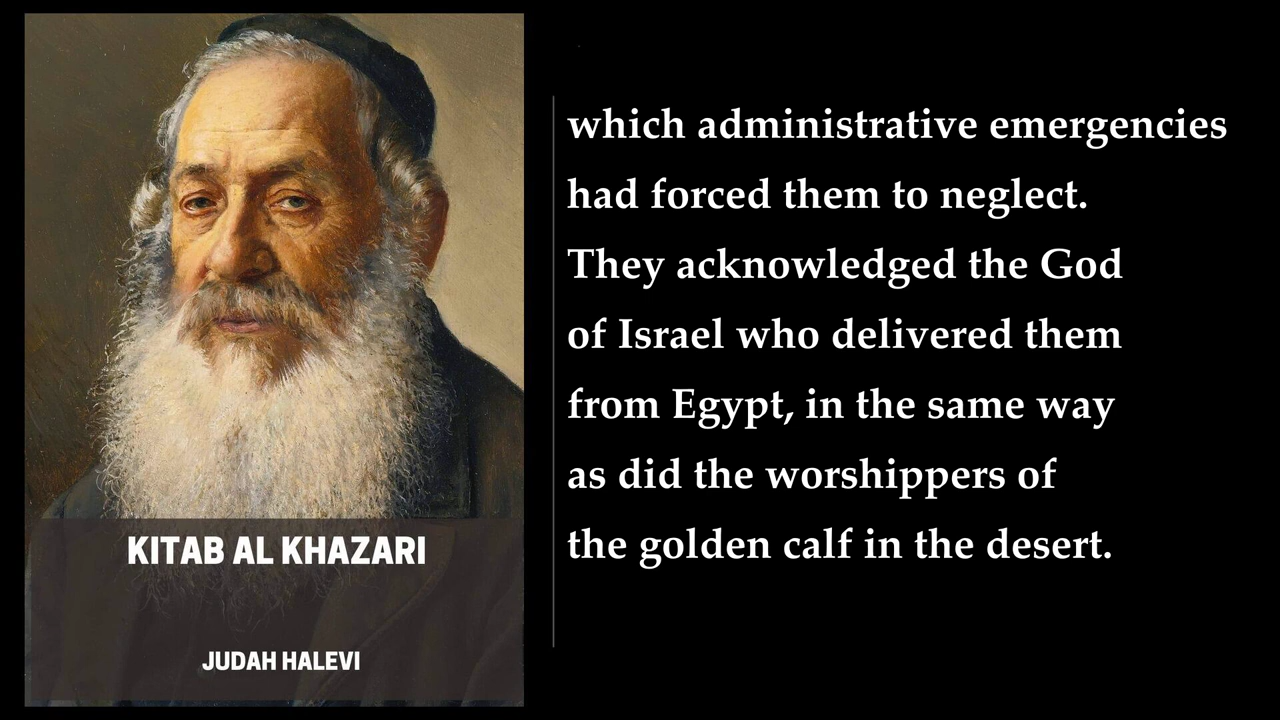 KITAB AL KHAZARI
JUDAH HALEVI
which administrative emergencies
had forced them to neglect.
They acknowledged the God
of Israel who delivered them
from Egypt, in the same way
as did the worshippers of
the golden calf in the desert.